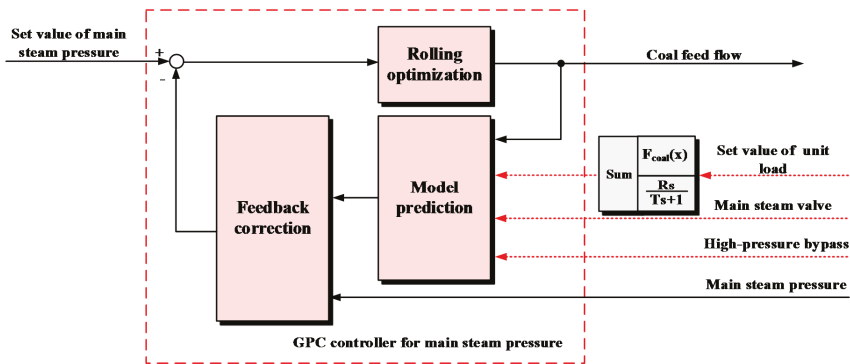 Set value of main
steam pressure
+
-
Rolling
optimization
Coal feed flow
Feedback
correction
Model
prediction
Sum
F_coal(x)
Rs
Ts+1
Set value of unit
load
Main steam valve
High-pressure bypass
Main steam pressure
GPC controller for main steam pressure